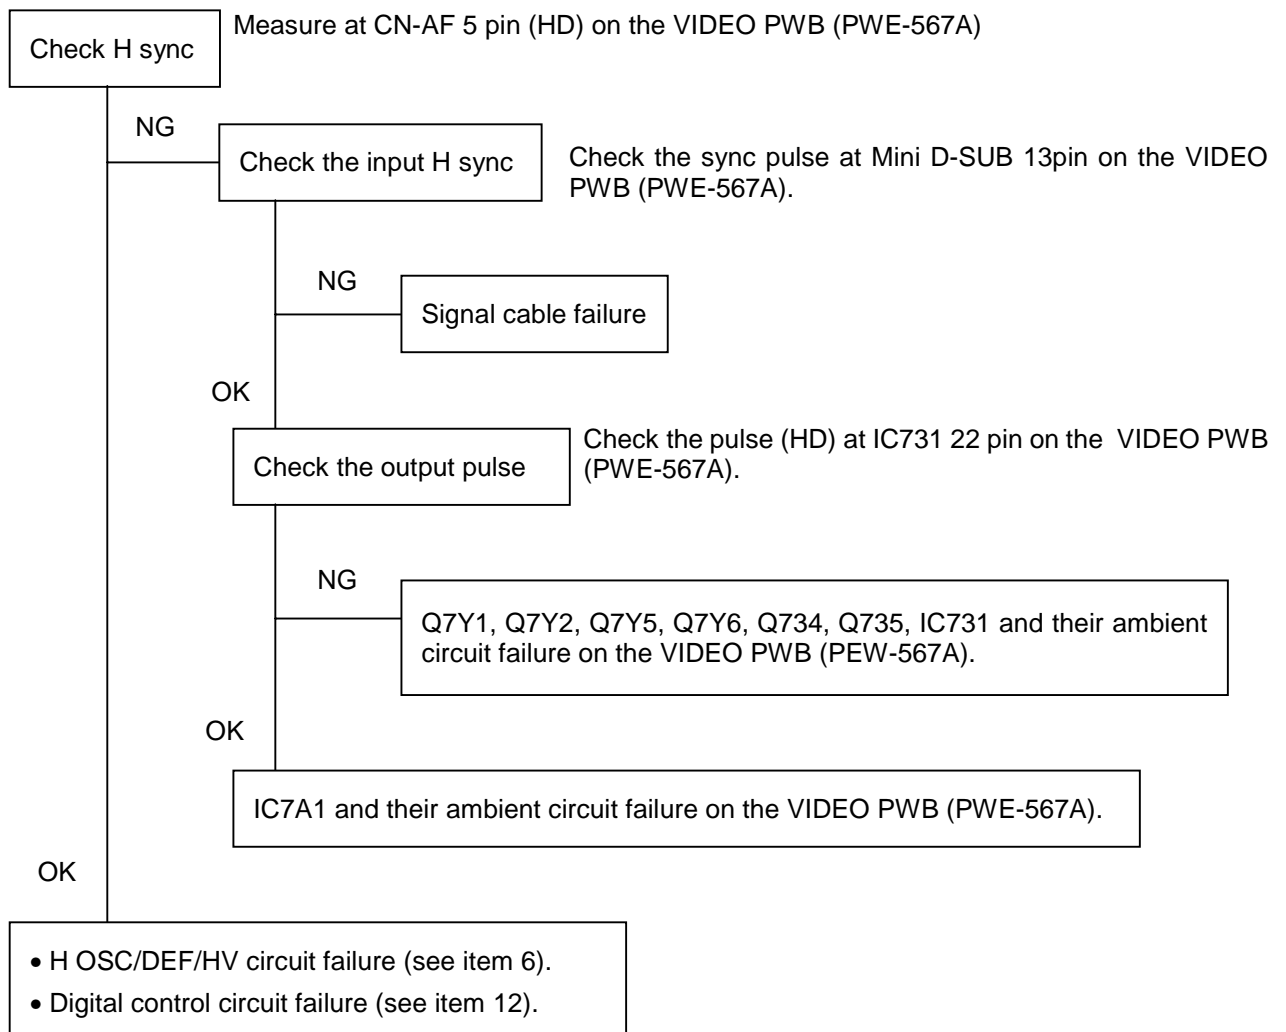 Measure at CN-AF 5 pin (HD) on the VIDEO PWB (PWE-567A)
Check H sync
NG
Check the input H sync
Check the sync pulse at Mini D-SUB 13pin on the VIDEO
PWB (PWE-567A).
NG
Signal cable failure
OK
Check the output pulse
Check the pulse (HD) at IC731 22 pin on the VIDEO PWB
(PWE-567A).
NG
Q7Y1, Q7Y2, Q7Y5, Q7Y6, Q734, Q735, IC731 and their ambient
circuit failure on the VIDEO PWB (PEW-567A).
OK
IC7A1 and their ambient circuit failure on the VIDEO PWB (PWE-567A).
OK
• H OSC/DEF/HV circuit failure (see item 6).
• Digital control circuit failure (see item 12).